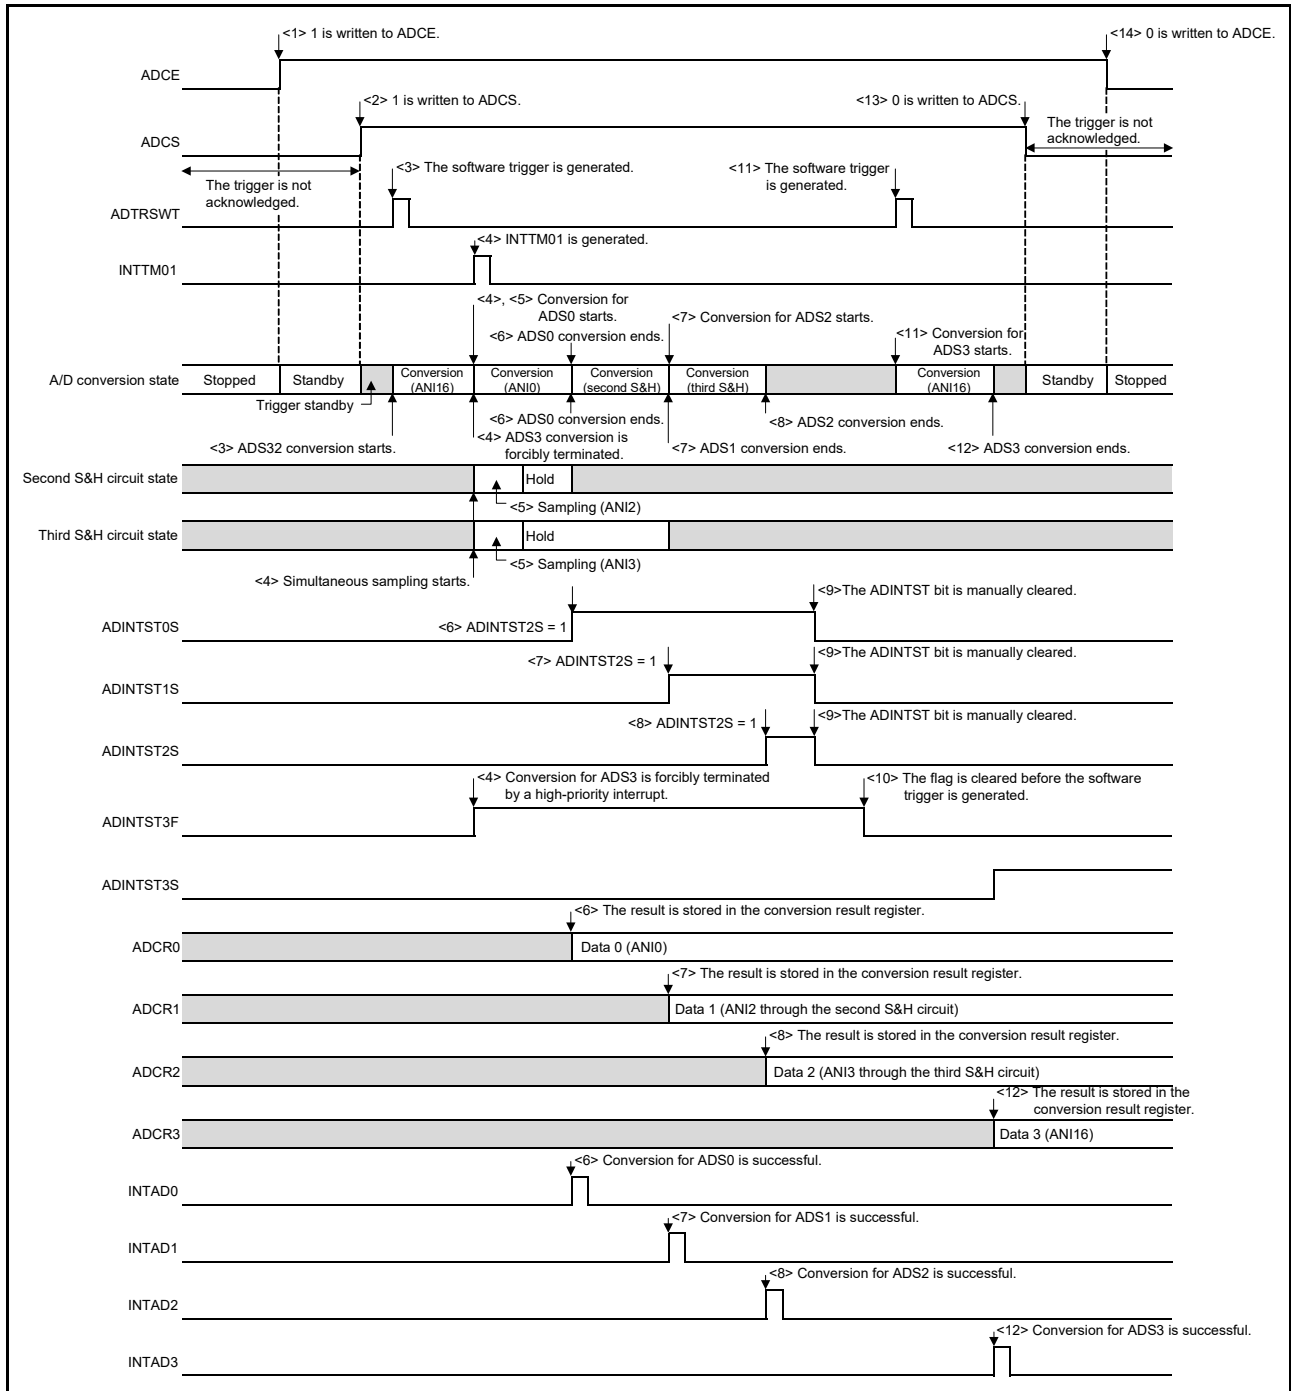 <1> 1 is written to ADCE.
<14> 0 is written to ADCE.
ADCE
<2> 1 is written to ADCS.
<13> 0 is written to ADCS.
The trigger is not
acknowledged.
ADCS
<3> The software trigger is generated.
<11> The software trigger
is generated.
The trigger is not
acknowledged.
ADTRSWT
<4> INTTM01 is generated.
INTTM01
<4>, <5> Conversion for
ADS0 starts.
<7> Conversion for ADS2 starts.
<6> ADS0 conversion ends.
<11> Conversion for
ADS3 starts.
A/D conversion state
Stopped
Standby
Conversion
(ANI16)
Conversion
(ANI0)
Conversion
(second S&H)
Conversion
(third S&H)
Conversion
(ANI16)
Standby
Stopped
Trigger standby
<6> ADS0 conversion ends.
<8> ADS2 conversion ends.
<3> ADS32 conversion starts.
<4> ADS3 conversion is
forcibly terminated.
<7> ADS1 conversion ends.
<12> ADS3 conversion ends.
Second S&H circuit state
Hold
<5> Sampling (ANI2)
Third S&H circuit state
Hold
<5> Sampling (ANI3)
<4> Simultaneous sampling starts.
<9>The ADINTST bit is manually cleared.
ADINTST0S
<6> ADINTST2S = 1
<9>The ADINTST bit is manually cleared.
<7> ADINTST2S = 1
ADINTST1S
<9>The ADINTST bit is manually cleared.
<8> ADINTST2S = 1
ADINTST2S
<4> Conversion for ADS3 is forcibly terminated
by a high-priority interrupt.
<10> The flag is cleared before the software
trigger is generated.
ADINTST3F
ADINTST3S
<6> The result is stored in the conversion result register.
ADCR0
Data 0 (ANI0)
<7> The result is stored in the conversion result register.
ADCR1
Data 1 (ANI2 through the second S&H circuit)
<8> The result is stored in the conversion result register.
ADCR2
Data 2 (ANI3 through the third S&H circuit)
<12> The result is stored in the
conversion result register.
ADCR3
Data 3 (ANI16)
<6> Conversion for ADS0 is successful.
INTAD0
<7> Conversion for ADS1 is successful.
INTAD1
<8> Conversion for ADS2 is successful.
INTAD2
<12> Conversion for ADS3 is successful.
INTAD3